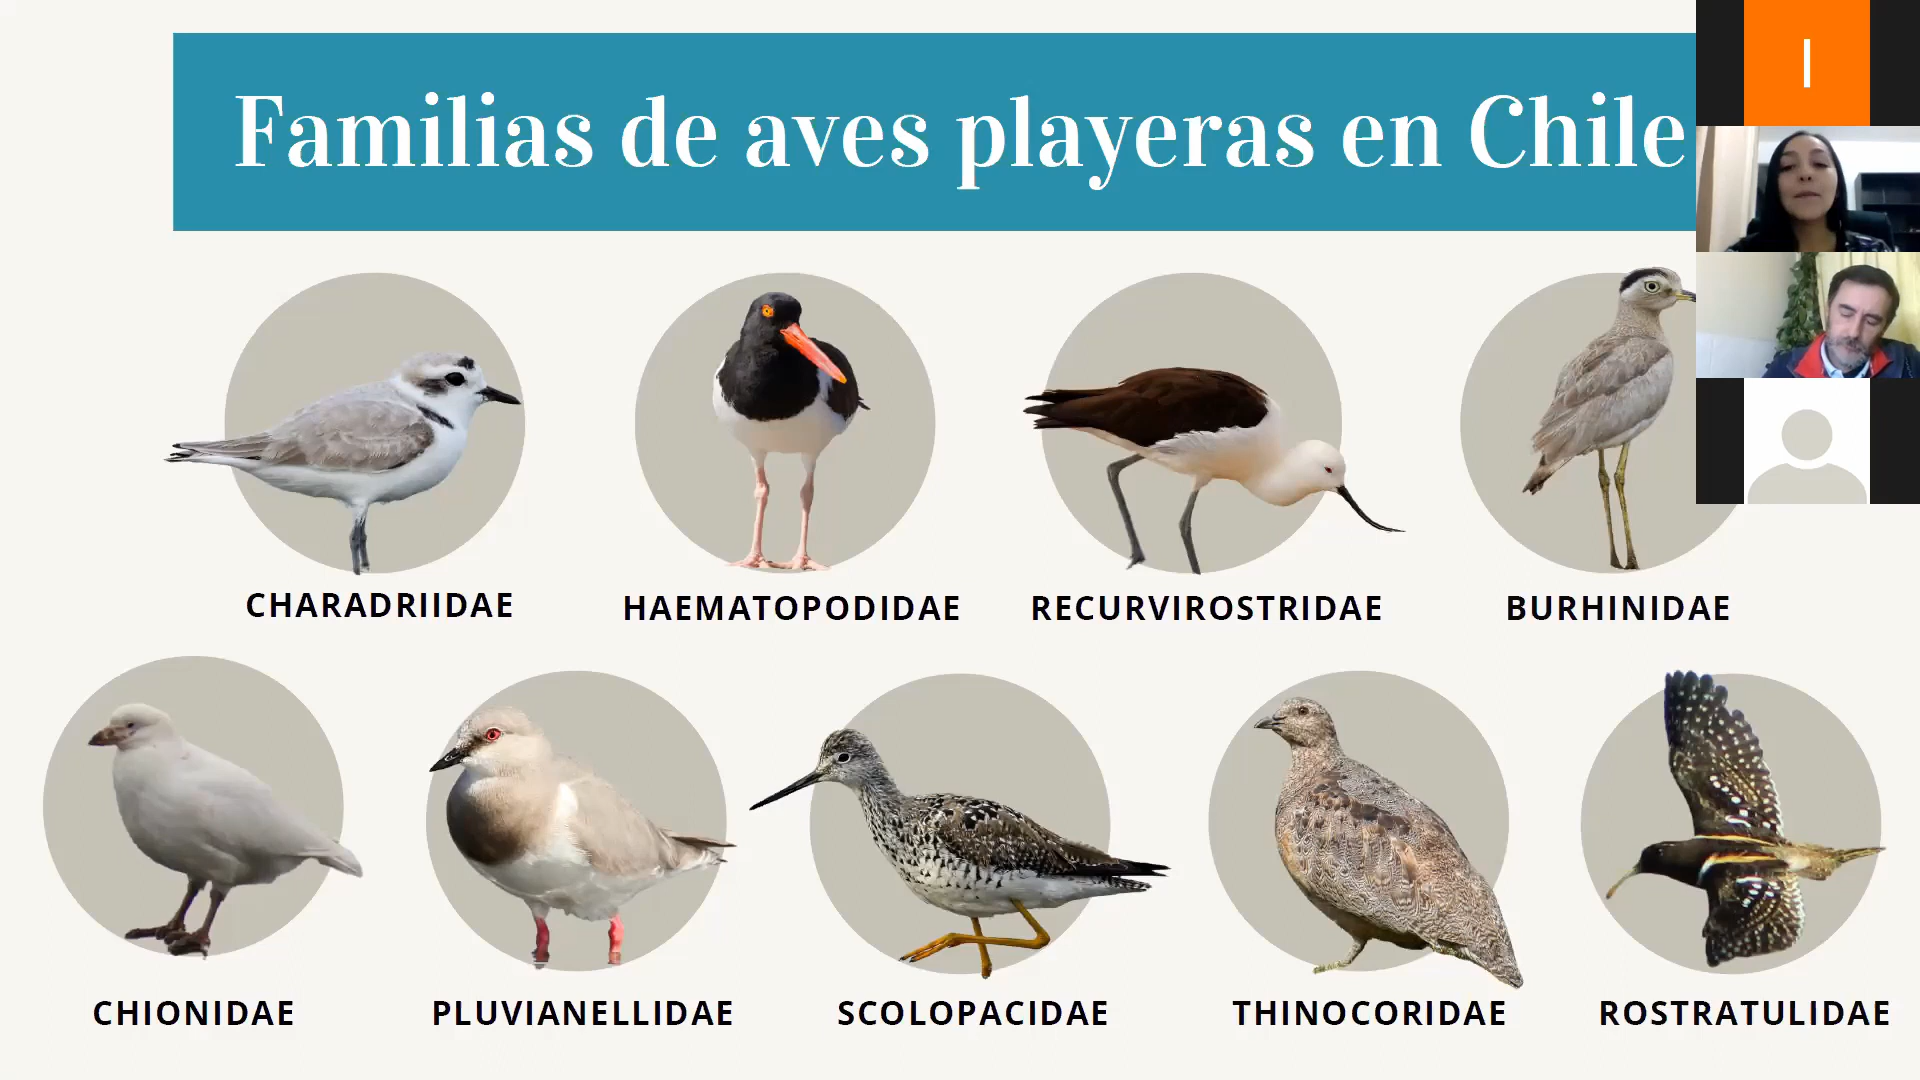 Familias de aves playeras en Chile
I
CHARADRIIDAE
HAEMATOPODIDAE
RECURVIROSTRIDAE
BURHINIDAE
CHIONIDAE
PLUVIANELLIDAE
SCOLOPACIDAE
THINOCORIDAE
ROSTRATULIDAE